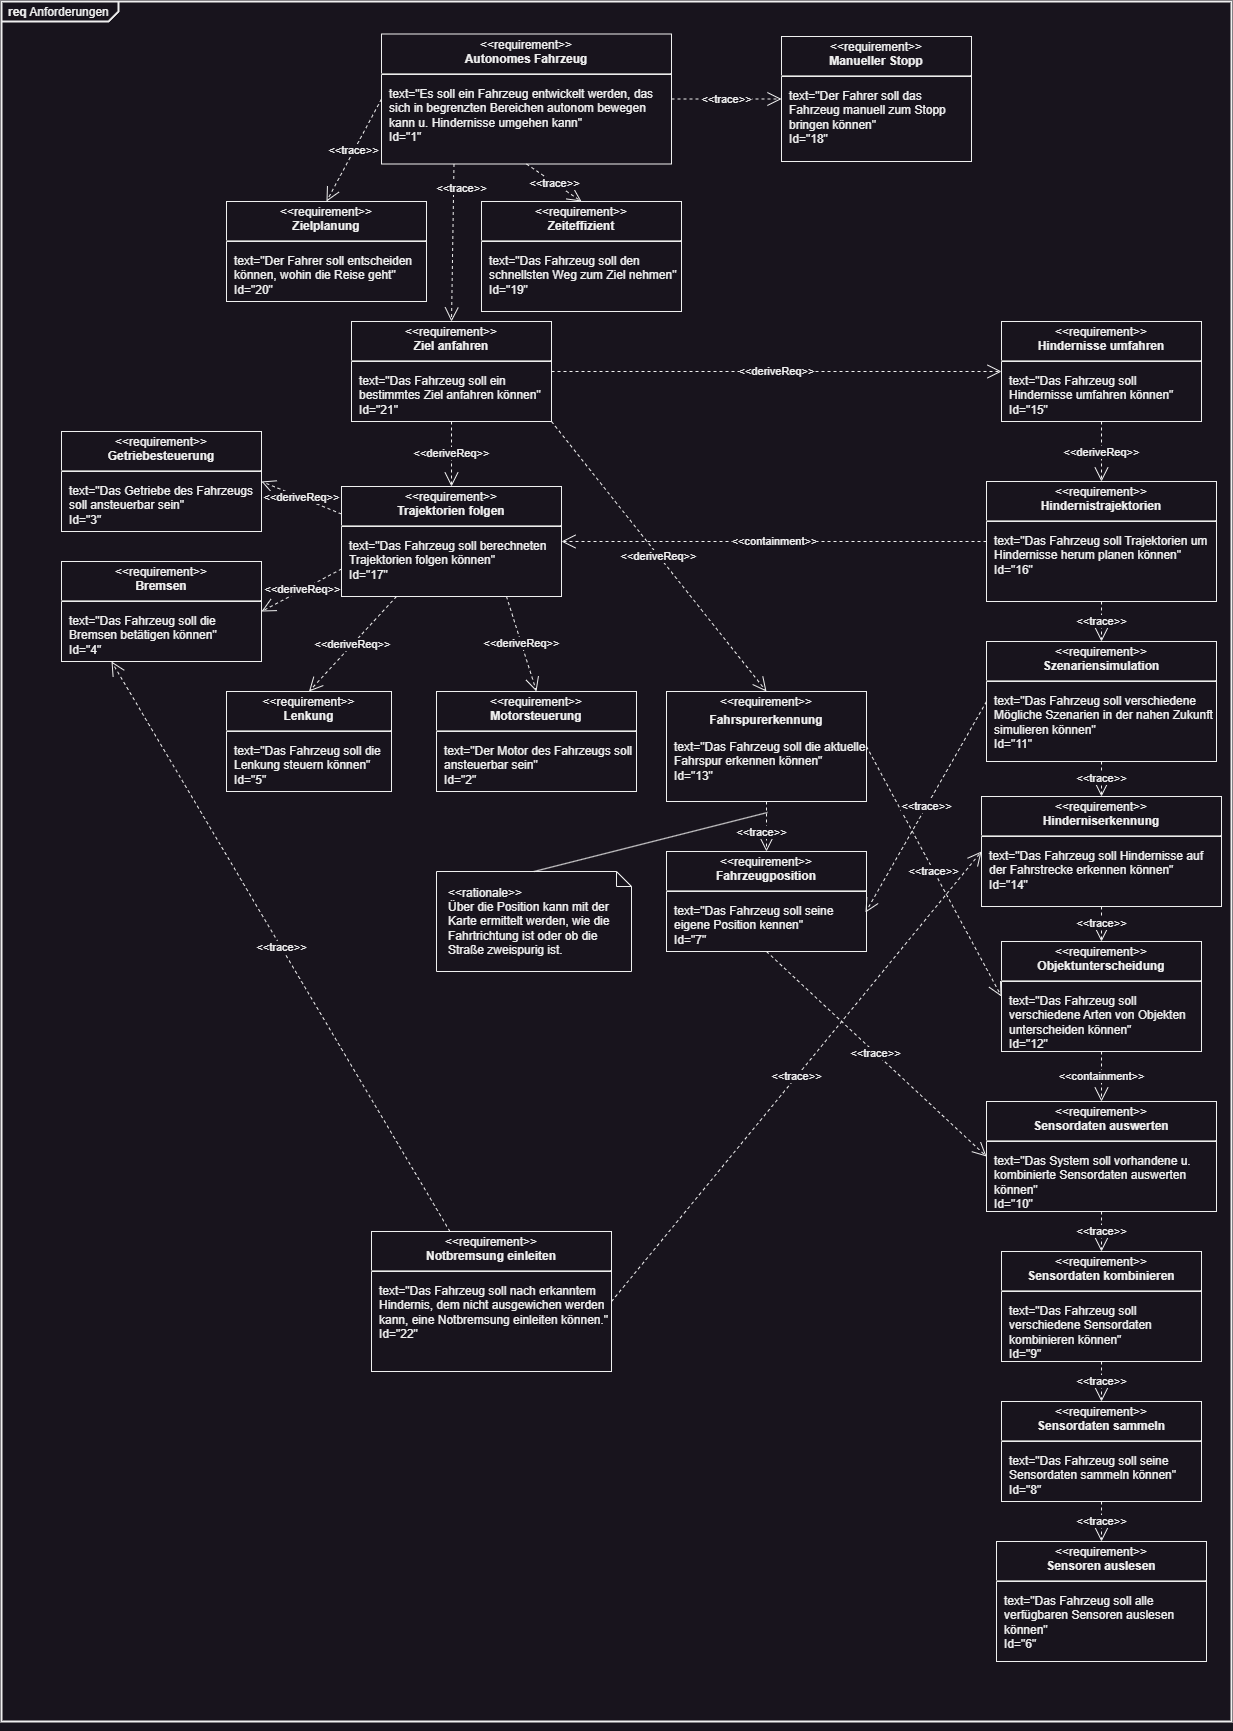 req Anforderungen
<<requirement>>
Autonomes Fahrzeug
text="Es soll ein Fahrzeug entwickelt werden, das
sich in begrenzten Bereichen autonom bewegen
kann u. Hindernisse umgehen kann"
Id="1"
<<trace>>
<<requirement>>
Manueller Stopp
text="Der Fahrer soll das
Fahrzeug manuell zum Stopp
bringen können"
Id="18"
<<trace>>
<<trace>>
<<trace>>
<<requirement>>
Zielplanung
text="Der Fahrer soll entscheiden
können, wohin die Reise geht"
Id="20"
<<requirement>>
Zeiteffizient
text="Das Fahrzeug soll den
schnellsten Weg zum Ziel nehmen"
Id="19"
<<requirement>>
Ziel anfahren
text="Das Fahrzeug soll ein
bestimmtes Ziel anfahren können"
Id="21"
<<deriveReq>>
<<requirement>>
Hindernisse umfahren
text="Das Fahrzeug soll
Hindernisse umfahren können"
Id="15"
<<deriveReq>>
<<deriveReq>>
<<requirement>>
Getriebesteuerung
text="Das Getriebe des Fahrzeugs
soll ansteuerbar sein"
Id="3"
<<deriveReq>>
<<requirement>>
Trajektorien folgen
text="Das Fahrzeug soll berechneten
Trajektorien folgen können"
Id="17"
<<containment>>
<<requirement>>
Hindernistrajektorien
text="Das Fahrzeug soll Trajektorien um
Hindernisse herum planen können"
Id="16"
<<deriveReq>>
<<requirement>>
Bremsen
text="Das Fahrzeug soll die
Bremsen betätigen können"
Id="4"
<<deriveReq>>
<<deriveReq>>
<<deriveReq>>
<<trace>>
<<requirement>>
Szenariensimulation
text="Das Fahrzeug soll verschiedene
Mögliche Szenarien in der nahen Zukunft
simulieren können"
Id="11"
<<requirement>>
Lenkung
text="Das Fahrzeug soll die
Lenkung steuern können"
Id="5"
<<requirement>>
Motorsteuerung
text="Der Motor des Fahrzeugs soll
ansteuerbar sein"
Id="2"
<<requirement>>
Fahrspurerkennung
text="Das Fahrzeug soll die aktuelle
Fahrspur erkennen können"
Id="13"
<<trace>>
<<trace>>
<<requirement>>
Hinderniserkennung
text="Das Fahrzeug soll Hindernisse auf
der Fahrstrecke erkennen können"
Id="14"
<<trace>>
<<trace>>
<<requirement>>
Fahrzeugposition
text="Das Fahrzeug soll seine
eigene Position kennen"
Id="7"
<<rationale>>
Über die Position kann mit der
Karte ermittelt werden, wie die
Fahrtrichtung ist oder ob die
Straße zweispurig ist.
<<trace>>
<<trace>>
<<requirement>>
Objektunterscheidung
text="Das Fahrzeug soll
verschiedene Arten von Objekten
unterscheiden können"
Id="12"
<<trace>>
<<trace>>
<<containment>>
<<requirement>>
Sensordaten auswerten
text="Das System soll vorhandene u.
kombinierte Sensordaten auswerten
können"
Id="10"
<<trace>>
<<requirement>>
Notbremsung einleiten
text="Das Fahrzeug soll nach erkanntem
Hindernis, dem nicht ausgewichen werden
kann, eine Notbremsung einleiten können."
Id="22"
<<requirement>>
Sensordaten kombinieren
text="Das Fahrzeug soll
verschiedene Sensordaten
kombinieren können"
Id="9"
<<trace>>
<<requirement>>
Sensordaten sammeln
text="Das Fahrzeug soll seine
Sensordaten sammeln können"
Id="8"
<<trace>>
<<requirement>>
Sensoren auslesen
text="Das Fahrzeug soll alle
verfügbaren Sensoren auslesen
können"
Id="6"